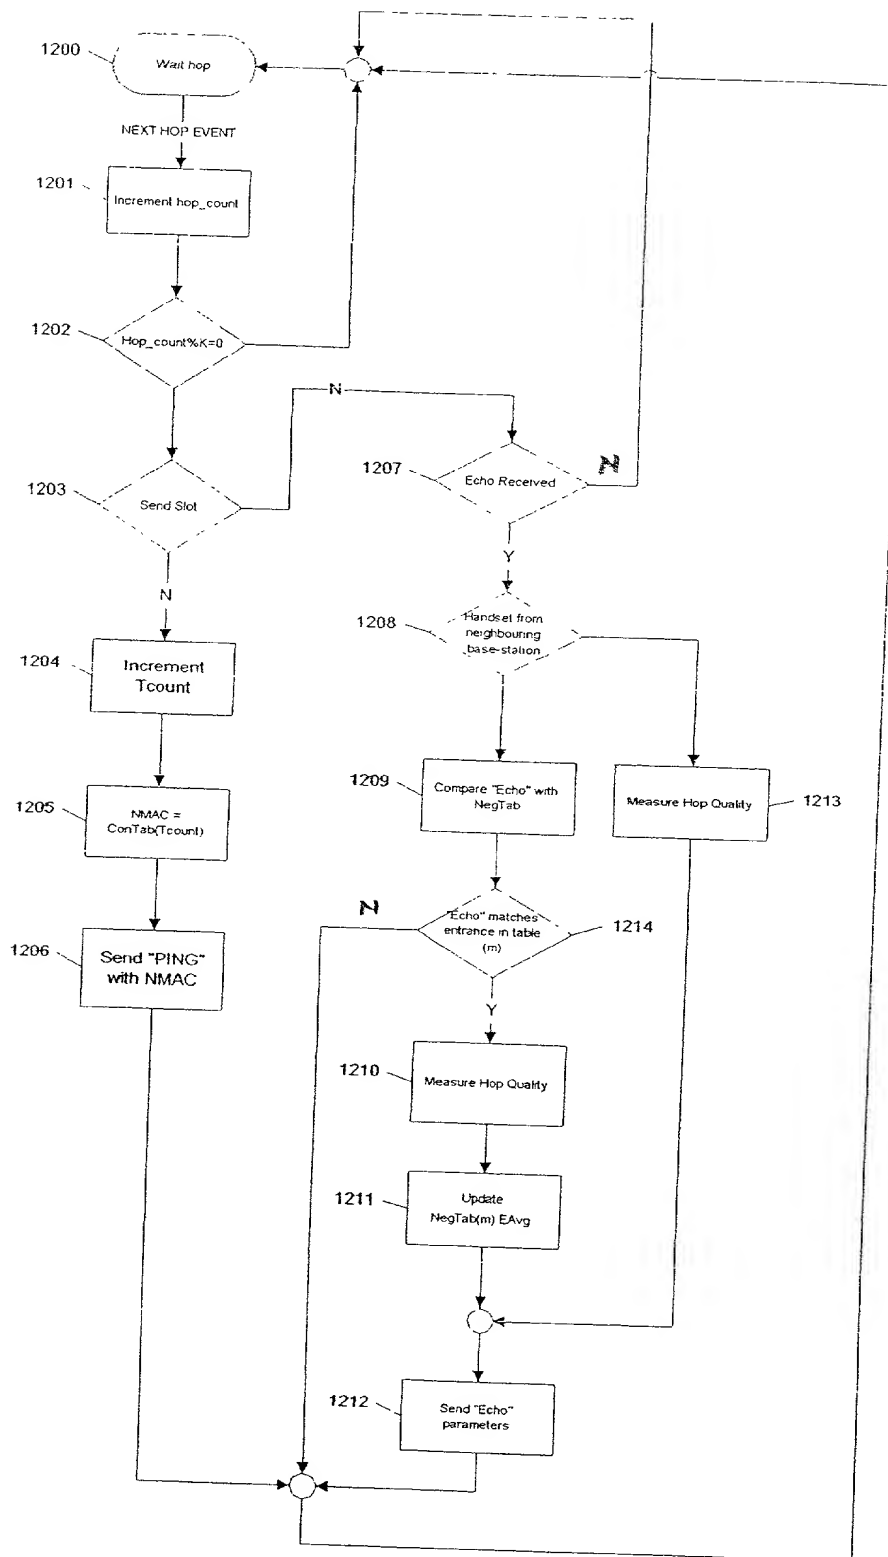 1200
Wait hop
NEXT HOP EVENT
1201
Increment hop_count
1202
Hop_count%K=0
N
1203
Send Slot
1207
Echo Received
N
Y
N
1208
Handset from
neighbouring
base-station
1204
Increment
Tcount
1209
Compare "Echo" with
NegTab
Measure Hop Quality
1213
1205
NMAC =
ConTab(Tcount)
N
"Echo" matches
entrance in table
(m)
1214
1206
Send "PING"
with NMAC
Y
1210
Measure Hop Quality
1211
Update
NegTab(m) EAvg
1212
Send "Echo"
parameters